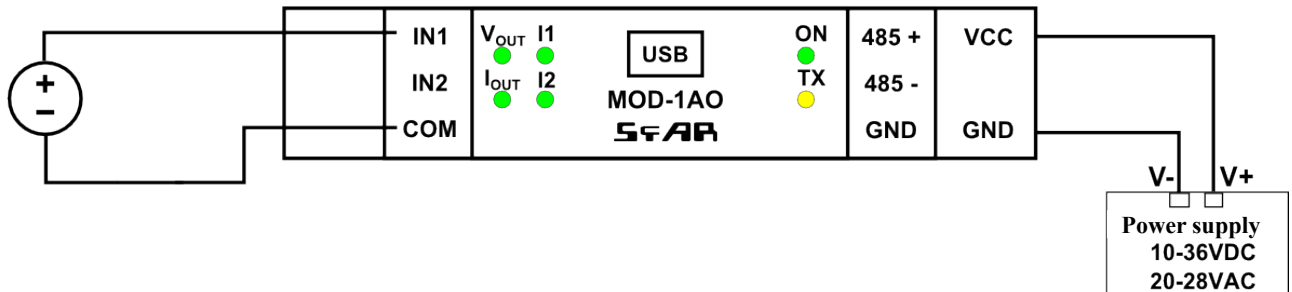 IN1 VOUT I1 ON 485 + VCC
USB
IN2 IOUT I2 TX 485 -
MOD-1AO
COM SFAR GND GND
V- V+
Power supply
10-36VDC
20-28VAC
+
-